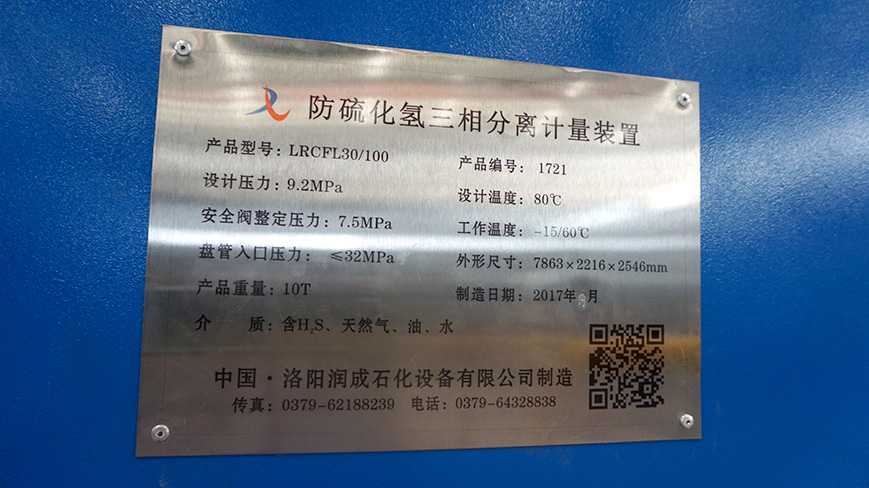 防硫化氢三相分离计量装置
产品型号: LRCFL30/100
产品编号: 1721
设计压力: 9.2MPa
设计温度: 80℃
安全阀整定压力: 7.5MPa
工作温度: -15/60℃
盘管入口压力: ≤32MPa
外形尺寸: 7863×2216×2546mm
产品重量: 10T
制造日期: 2017年 月
介 质: 含H₂S、天然气、油、水
中国·洛阳润成石化设备有限公司制造
传真: 0379-62188239 电话: 0379-64328838